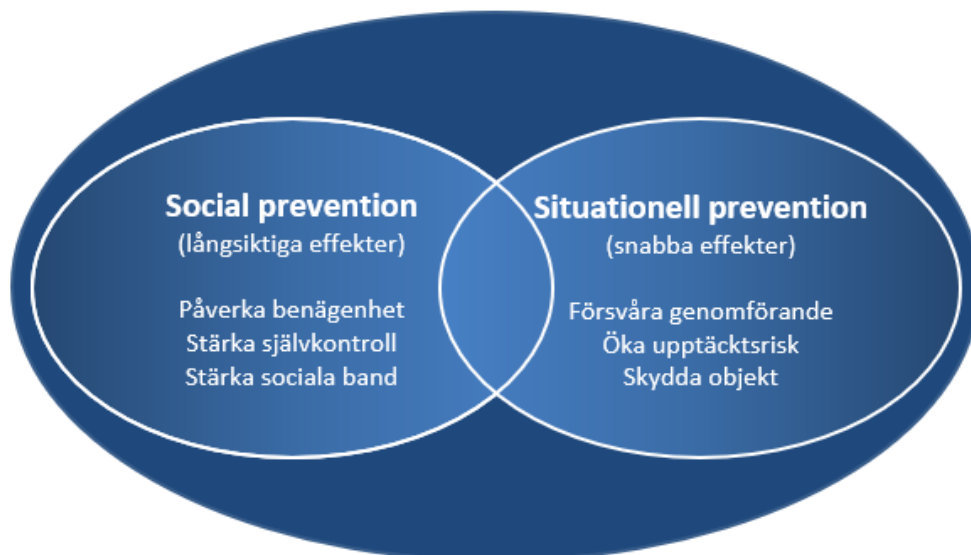 Social prevention
(långsiktiga effekter)
Påverka benägenhet
Stärka självkontroll
Stärka sociala band
Situationell prevention
(snabba effekter)
Försvåra genomförande
Öka upptäcktsrisk
Skydda objekt